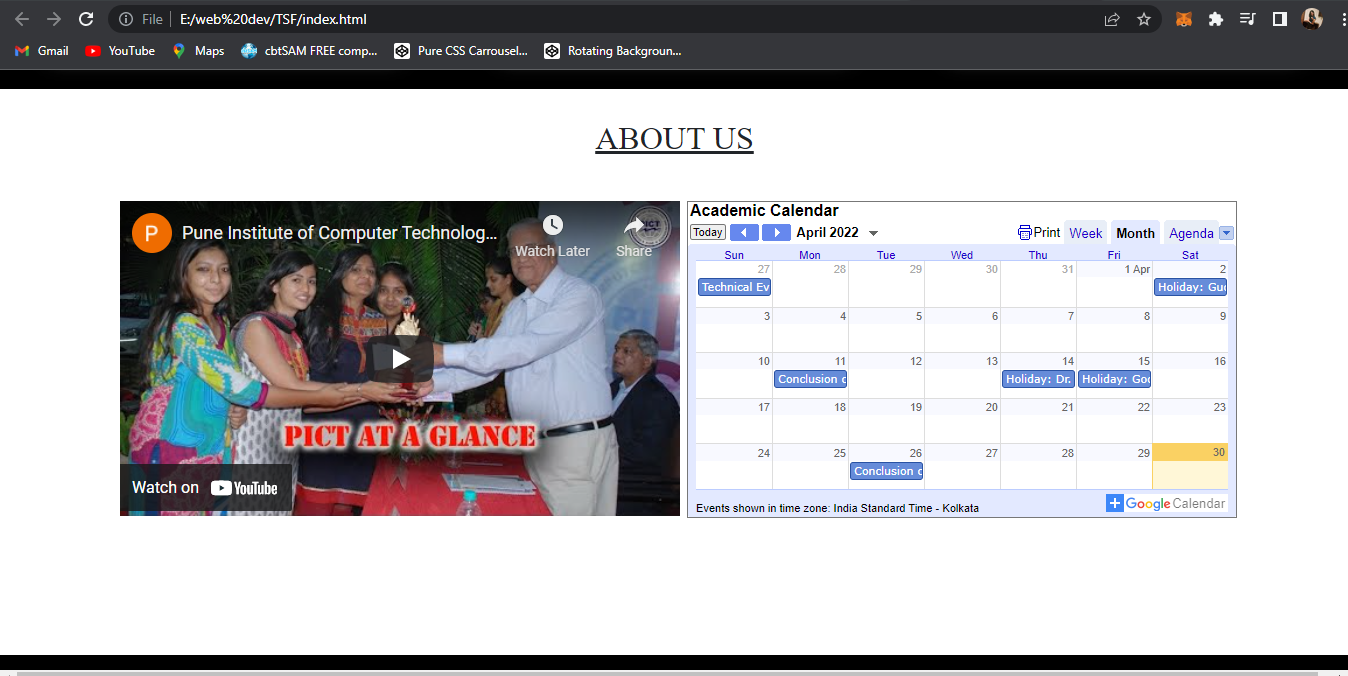 File E:/web%20dev/TSF/index.html
Gmail YouTube Maps cbtSAM FREE comp... Pure CSS Carrousel... Rotating Backgroun...
ABOUT US
P Pune Institute of Computer Technolog...
Watch Later Share
PICT AT A GLANCE
Watch on YouTube
Academic Calendar
Today April 2022 Print Week Month Agenda
Sun Mon Tue Wed Thu Fri Sat
27 28 29 30 31 1 Apr 2
Technical Ev Holiday: Gud
3 4 5 6 7 8 9
10 11 12 13 14 15 16
Conclusion o Holiday: Dr. Holiday: Goo
17 18 19 20 21 22 23
24 25 26 27 28 29 30
Conclusion o
Events shown in time zone: India Standard Time - Kolkata
+ Google Calendar